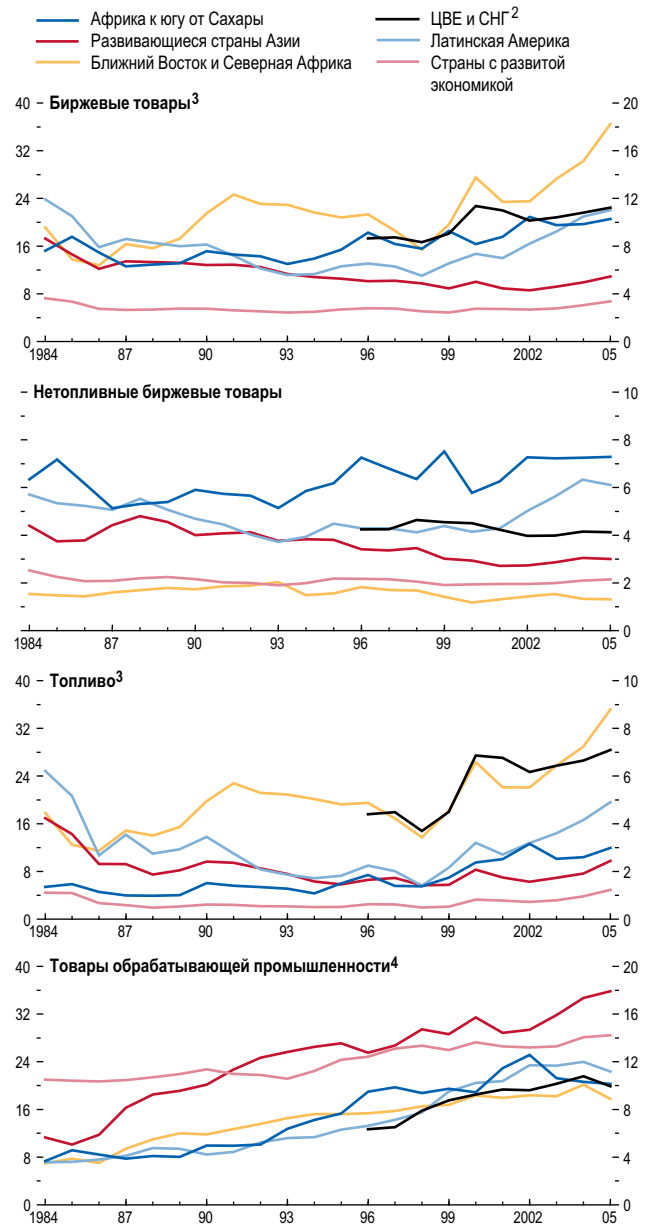 Африка к югу от Сахары
Развивающиеся страны Азии
Ближний Восток и Северная Африка
ЦВЕ и СНГ2
Латинская Америка
Страны с развитой
экономикой
Биржевые товары3
40 20
32 16
24 12
16 8
8 4
0 0
1984 87 90 93 96 99 2002 05
Нетопливные биржевые товары
10
8
6
4
2
0
1984 87 90 93 96 99 2002 05
Топливо3
40 10
32 8
24 6
16 4
8 2
0 0
1984 87 90 93 96 99 2002 05
Товары обрабатывающей промышленности4
40 20
32 16
24 12
16 8
8 4
0 0
1984 87 90 93 96 99 2002 05